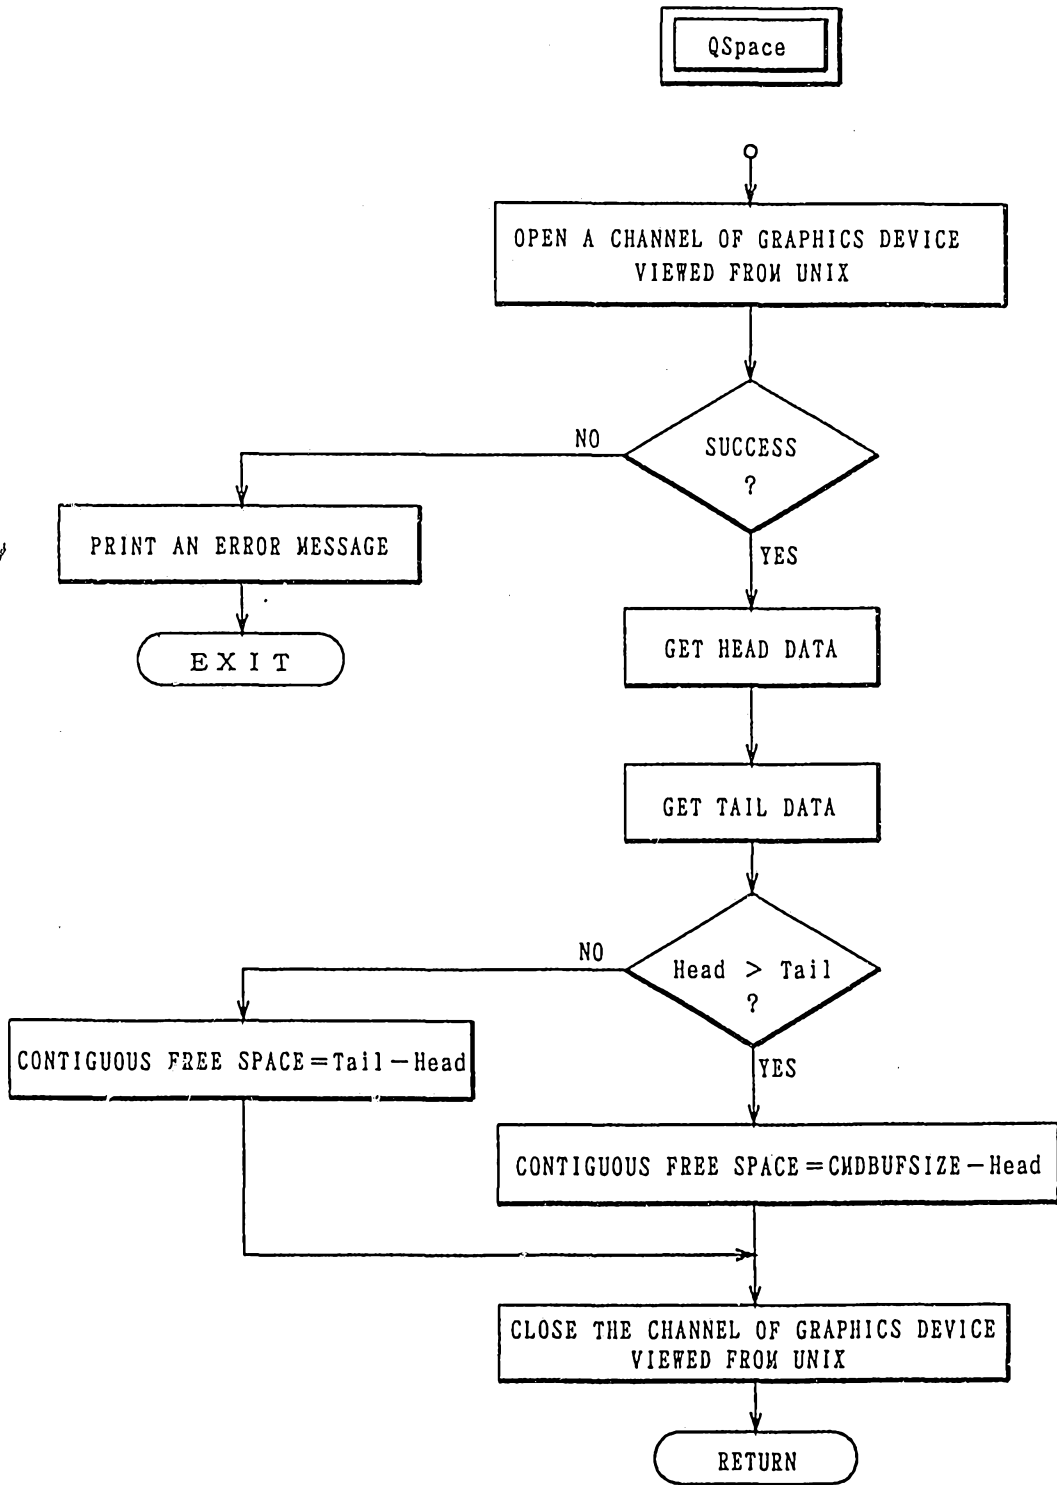 QSpace
OPEN A CHANNEL OF GRAPHICS DEVICE
VIEWED FROM UNIX
SUCCESS
?
NO
YES
PRINT AN ERROR MESSAGE
EXIT
GET HEAD DATA
GET TAIL DATA
Head > Tail
?
NO
YES
CONTIGUOUS FREE SPACE=Tail-Head
CONTIGUOUS FREE SPACE=CMDBUFSIZE-Head
CLOSE THE CHANNEL OF GRAPHICS DEVICE
VIEWED FROM UNIX
RETURN